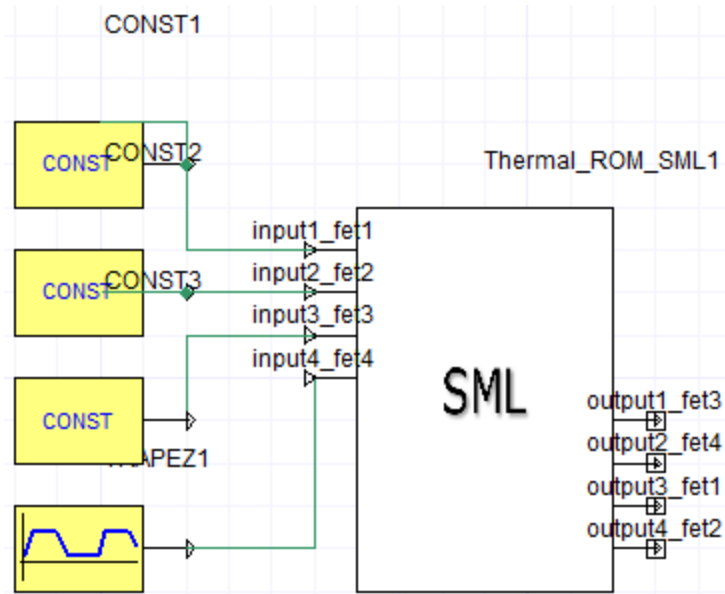 CONST1
CONST
CONST2
Thermal_ROM_SML1
input1_fet1
input2_fet2
CONST
CONST3
input3_fet3
input4_fet4
SML
output1_fet3
CONST
output2_fet4
output3_fet1
output4_fet2